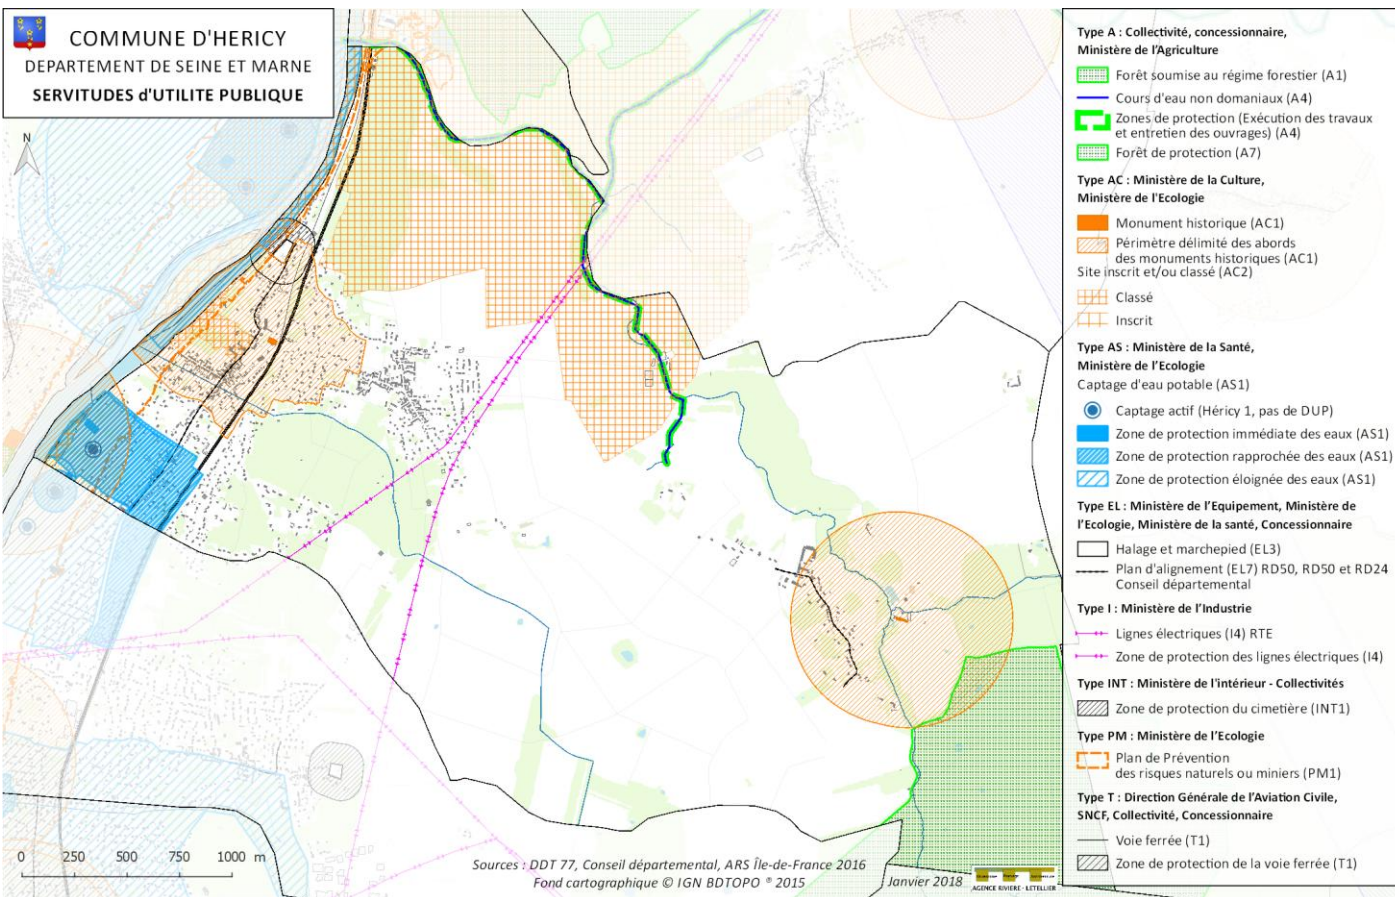 COMMUNE D'HERICY
DEPARTEMENT DE SEINE ET MARNE
SERVITUDES d'UTILITE PUBLIQUE
N
Type A : Collectivité, concessionnaire,
Ministère de l'Agriculture
Forêt soumise au régime forestier (A1)
Cours d'eau non domaniaux (A4)
Zones de protection (Exécution des travaux
et entretien des ouvrages) (A4)
Forêt de protection (A7)
Type AC : Ministère de la Culture,
Ministère de l'Ecologie
Monument historique (AC1)
Périmètre délimité des abords
des monuments historiques (AC1)
Site inscrit et/ou classé (AC2)
Classé
Inscrit
Type AS : Ministère de la Santé,
Ministère de l'Ecologie
Captage d'eau potable (AS1)
Captage actif (Héricy 1, pas de DUP)
Zone de protection immédiate des eaux (AS1)
Zone de protection rapprochée des eaux (AS1)
Zone de protection éloignée des eaux (AS1)
Type EL : Ministère de l'Equipement, Ministère de
l'Ecologie, Ministère de la santé, Concessionnaire
Halage et marchepied (EL3)
Plan d'alignement (EL7) RD50, RD50 et RD24
Conseil départemental
Type I : Ministère de l'Industrie
Lignes électriques (I4) RTE
Zone de protection des lignes électriques (I4)
Type INT : Ministère de l'intérieur - Collectivités
Zone de protection du cimetière (INT1)
Type PM : Ministère de l'Ecologie
Plan de Prévention
des risques naturels ou miniers (PM1)
Type T : Direction Générale de l'Aviation Civile,
SNCF, Collectivité, Concessionnaire
Voie ferrée (T1)
Zone de protection de la voie ferrée (T1)
0 250 500 750 1000 m
Sources : DDT 77, Conseil départemental, ARS Île-de-France 2016
Fond cartographique © IGN BDTOPO ® 2015
Janvier 2018
AGENCE RIVIERE - LETELLIER